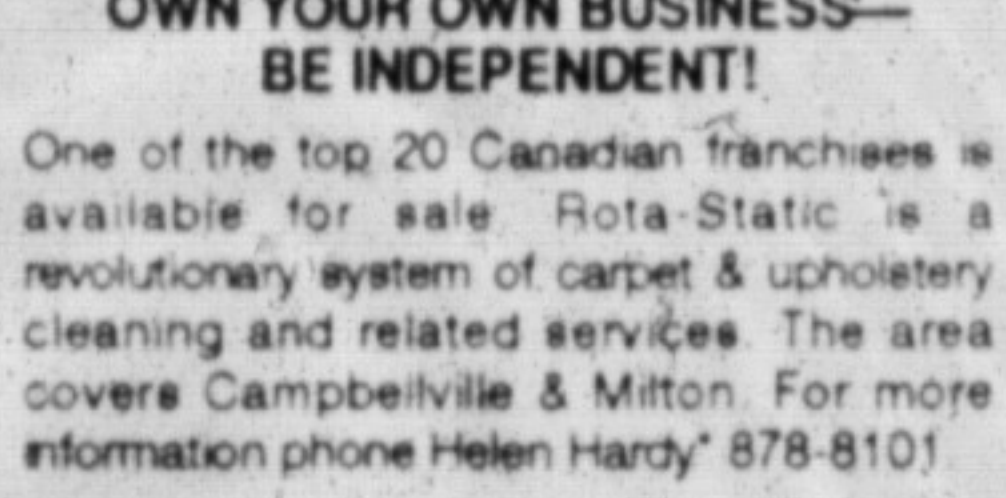 OWN YOUR OWN BUSINESS—
BE INDEPENDENT!
One of the top 20 Canadian franchises is
available for sale. Rota-Static is a
revolutionary system of carpet & upholstery
cleaning and related services. The area
covers Campbellville & Milton. For more
information phone Helen Hardy* 878-8101